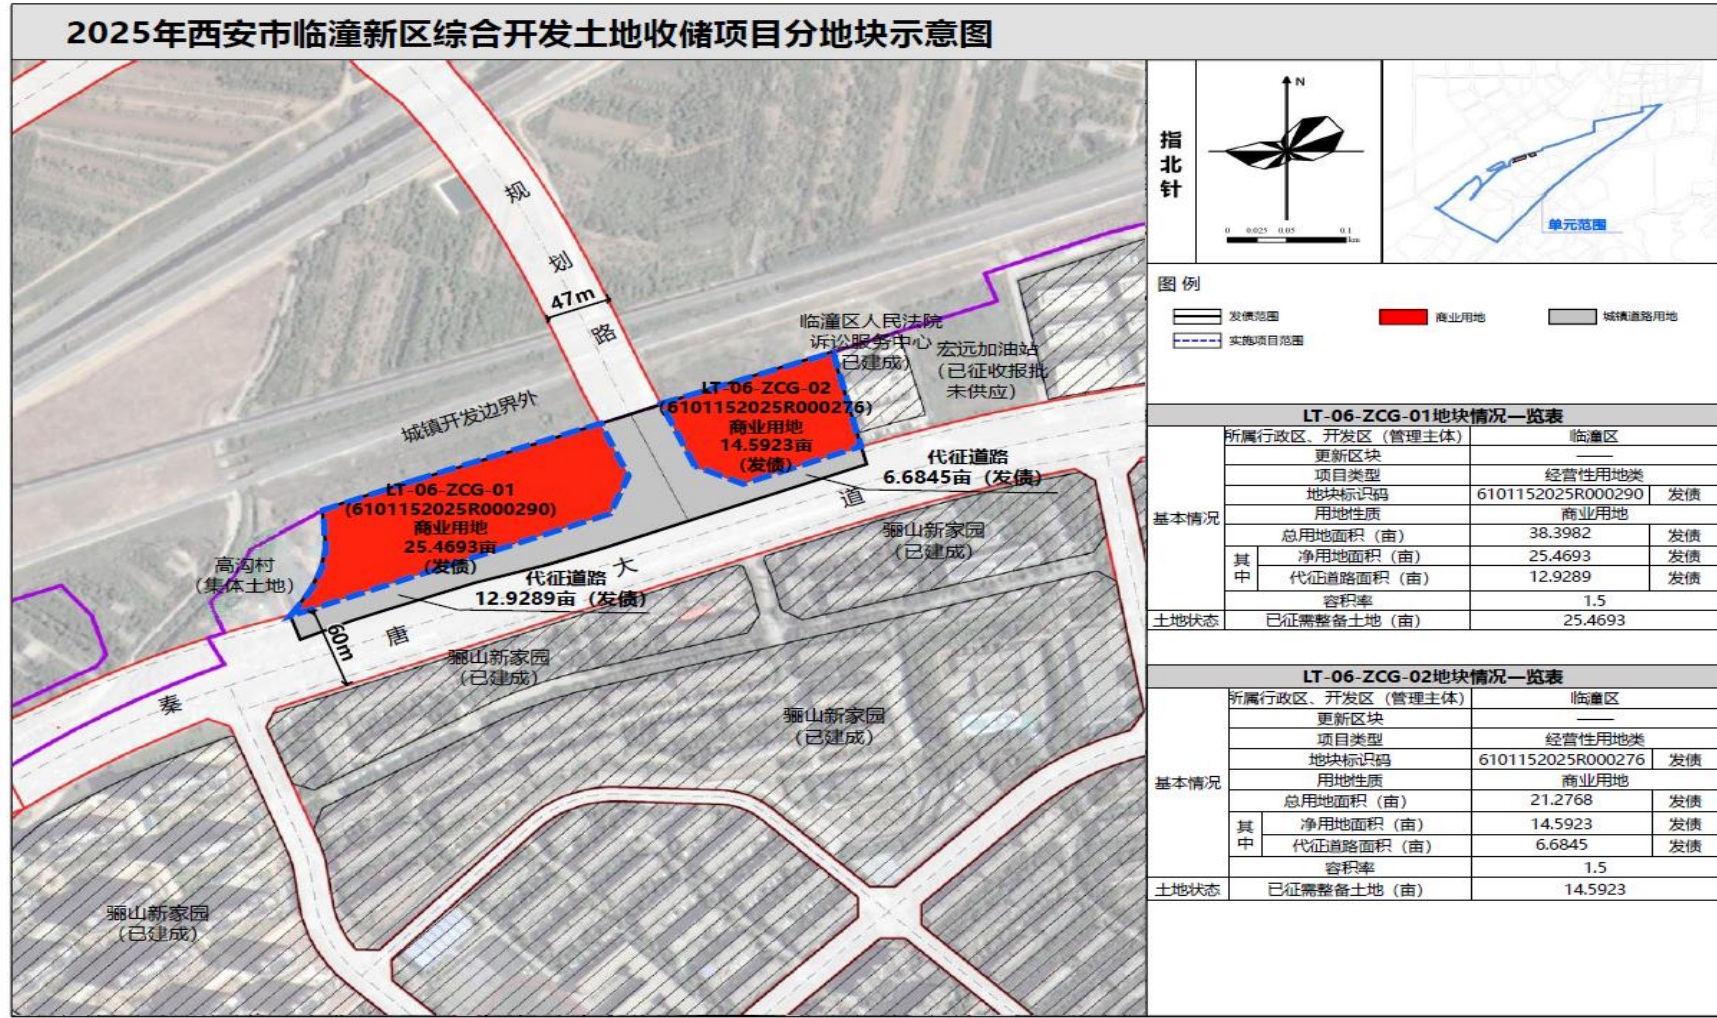 2025年西安市临潼新区综合开发土地收储项目分地块示意图
规
划
路
47m
临潼区人民法院
诉讼服务中心
(已建成)
宏远加油站
(已征收报批
未供应)
城镇开发边界外
LT-06-ZCG-02
(6101152025R000276)
商业用地
14.5923亩
(发债)
代征道路
6.6845亩（发债）
LT-06-ZCG-01
(6101152025R000290)
商业用地
25.4693亩
(发债)
代征道路
12.9289亩（发债）
高沟村
(集体土地)
60m
秦
唐
大
道
骊山新家园
(已建成)
骊山新家园
(已建成)
骊山新家园
(已建成)
骊山新家园
(已建成)
指
北
针
N
0 0.025 0.05 0.1
km
单元范围
图 例
发债范围
商业用地
城镇道路用地
实施项目范围
LT-06-ZCG-01地块情况一览表
基本情况
所属行政区、开发区（管理主体） 临潼区
更新区块 ——
项目类型 经营性用地类
地块标识码 6101152025R000290 发债
用地性质 商业用地
总用地面积（亩） 38.3982 发债
其中 净用地面积（亩） 25.4693 发债
代征道路面积（亩） 12.9289 发债
容积率 1.5
土地状态 已征需整备土地（亩） 25.4693
LT-06-ZCG-02地块情况一览表
基本情况
所属行政区、开发区（管理主体） 临潼区
更新区块 ——
项目类型 经营性用地类
地块标识码 6101152025R000276 发债
用地性质 商业用地
总用地面积（亩） 21.2768 发债
其中 净用地面积（亩） 14.5923 发债
代征道路面积（亩） 6.6845 发债
容积率 1.5
土地状态 已征需整备土地（亩） 14.5923